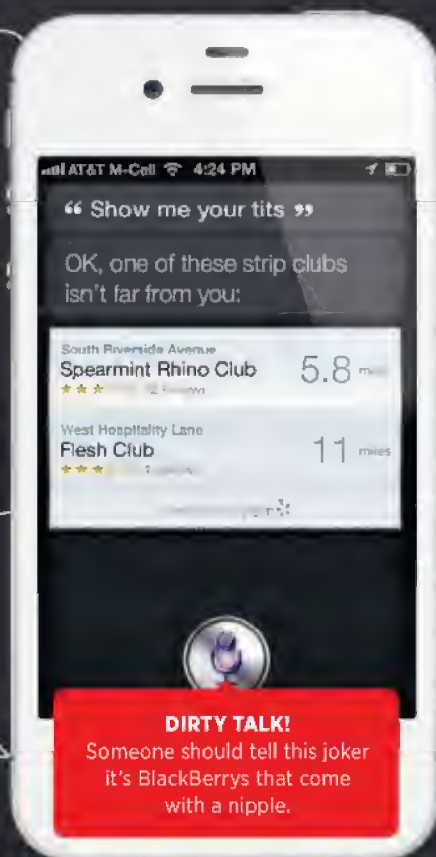 AT&T M-Cell 4:24 PM
“ Show me your tits ”
OK, one of these strip clubs
isn't far from you:
South Riverside Avenue
Spearmint Rhino Club 5.8
West Hospitality Lane
Flesh Club 11 miles
DIRTY TALK!
Someone should tell this joker
it's BlackBerrys that come
with a nipple.